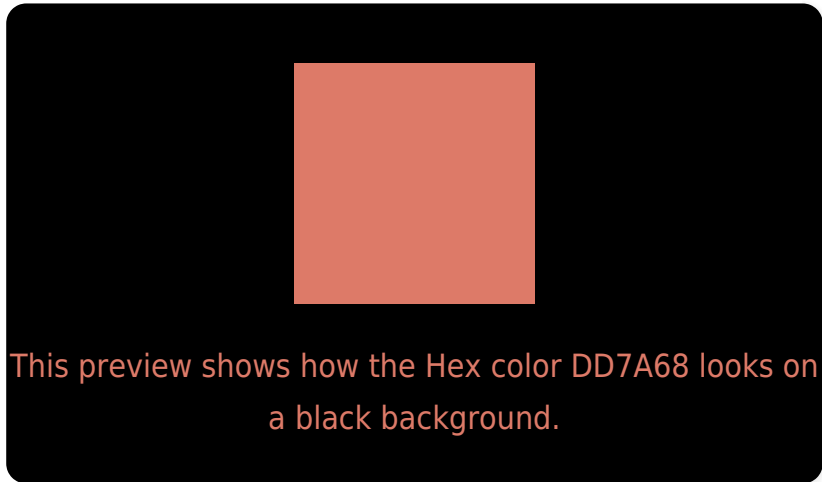 This preview shows how the Hex color DD7A68 looks on
a black background.